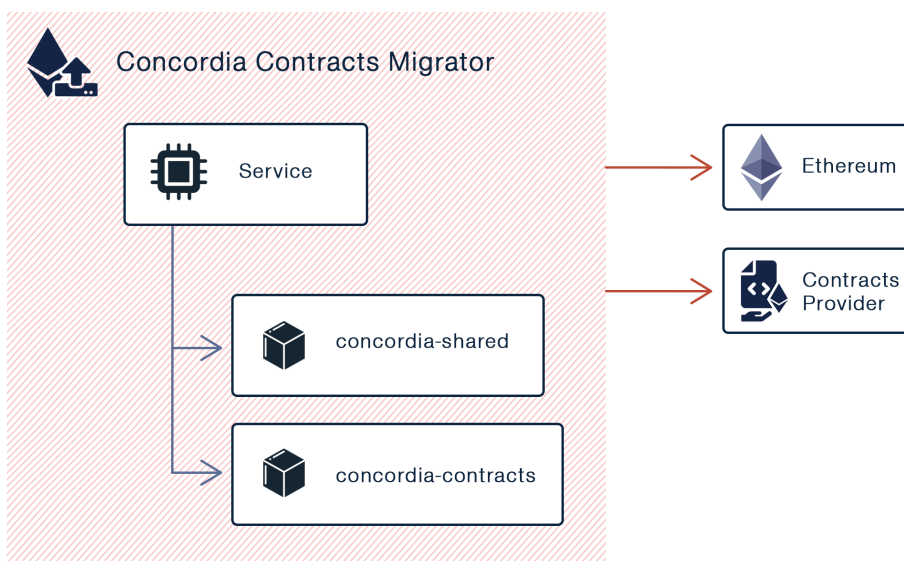 Concordia Contracts Migrator
Service
Ethereum
Contracts
Provider
concordia-shared
concordia-contracts